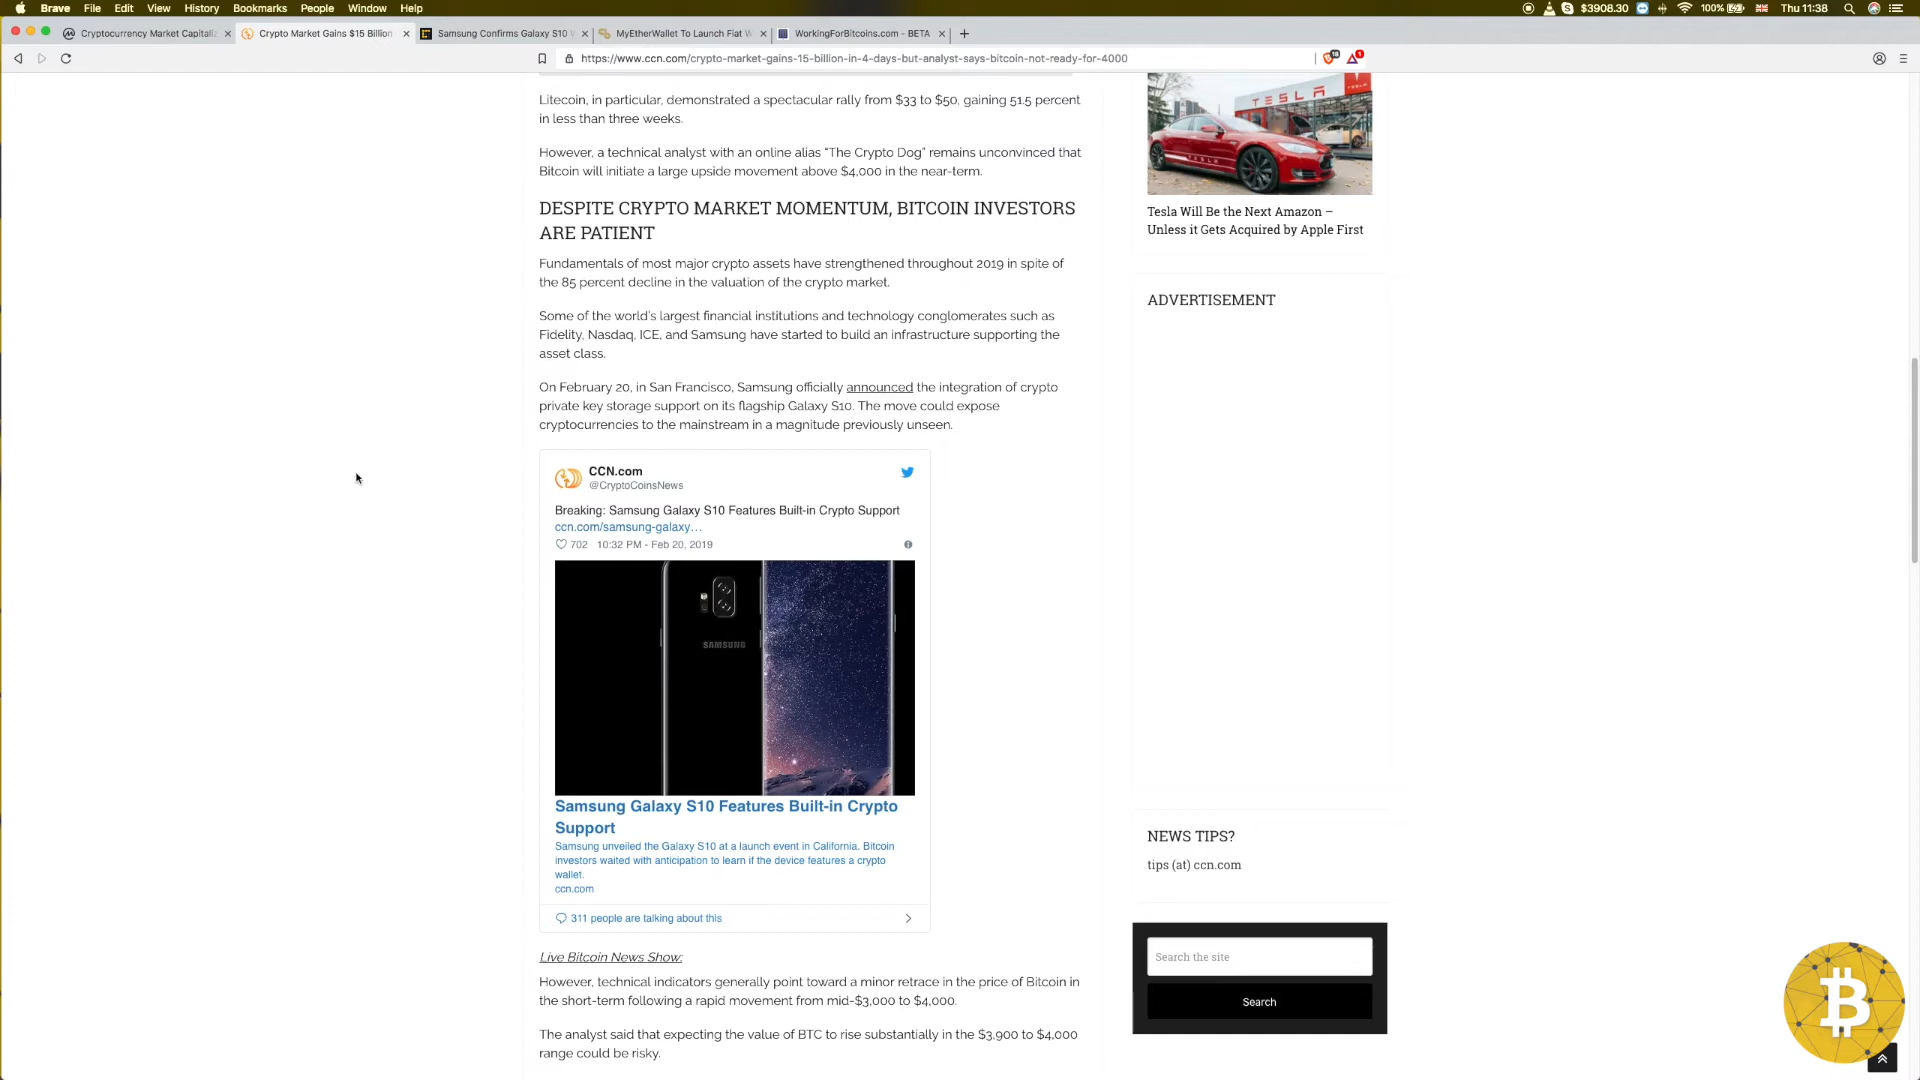 Brave File Edit View History Bookmarks People Window Help $3908.30 100% Thu 11:38
Cryptocurrency Market Capitali Crypto Market Gains $15 Billion Samsung Confirms Galaxy S10 MyEtherWallet To Launch Fiat WorkingForBitcoins.com - BETA
https://www.ccn.com/crypto-market-gains-15-billion-in-4-days-but-analyst-says-bitcoin-not-ready-for-4000
Litecoin, in particular, demonstrated a spectacular rally from $33 to $50, gaining 51.5 percent
in less than three weeks.
However, a technical analyst with an online alias “The Crypto Dog” remains unconvinced that
Bitcoin will initiate a large upside movement above $4,000 in the near-term.
DESPITE CRYPTO MARKET MOMENTUM, BITCOIN INVESTORS
ARE PATIENT
Fundamentals of most major crypto assets have strengthened throughout 2019 in spite of
the 85 percent decline in the valuation of the crypto market.
Some of the world's largest financial institutions and technology conglomerates such as
Fidelity, Nasdaq, ICE, and Samsung have started to build an infrastructure supporting the
asset class.
On February 20, in San Francisco, Samsung officially announced the integration of crypto
private key storage support on its flagship Galaxy S10. The move could expose
cryptocurrencies to the mainstream in a magnitude previously unseen.
CCN.com
@CryptoCoinsNews
Breaking: Samsung Galaxy S10 Features Built-in Crypto Support
ccn.com/samsung-galaxy…
702 10:32 PM - Feb 20, 2019
SAMSUNG
Samsung Galaxy S10 Features Built-in Crypto
Support
Samsung unveiled the Galaxy S10 at a launch event in California. Bitcoin
investors waited with anticipation to learn if the device features a crypto
wallet.
ccn.com
311 people are talking about this
Live Bitcoin News Show:
However, technical indicators generally point toward a minor retrace in the price of Bitcoin in
the short-term following a rapid movement from mid-$3,000 to $4,000.
The analyst said that expecting the value of BTC to rise substantially in the $3,900 to $4,000
range could be risky.
TESLA
Tesla Will Be the Next Amazon –
Unless it Gets Acquired by Apple First
ADVERTISEMENT
NEWS TIPS?
tips (at) ccn.com
Search the site
Search